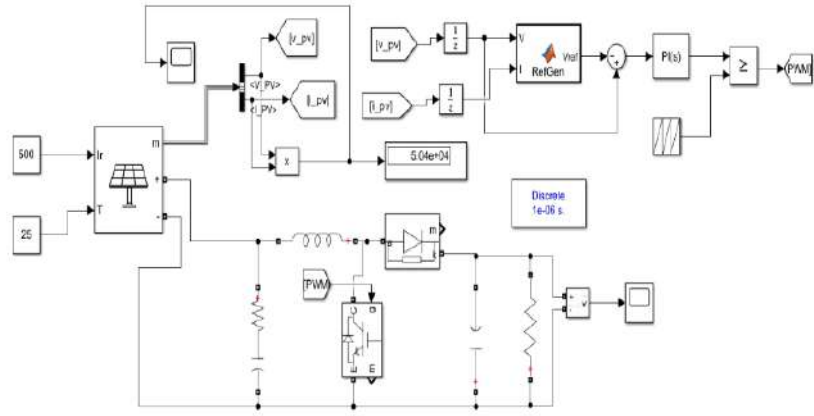 [v_pv]
<V_PV>
<I_PV>
[i_pv]
x
5.04e+04
500
Ir
25
T
m
+
-
[v_pv]
1
z
[i_pv]
1
z
V
I
RefGen
Vref
-
+
PI(s)
≥
[PWM]
Discrete
1e-06 s.
[PWM]
a
m
k
C
g
E
m
+
-
v